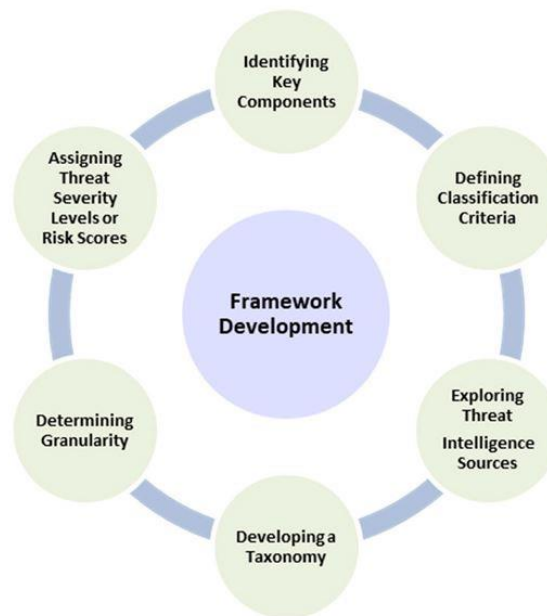 Identifying
Key
Components
Defining
Classification
Criteria
Exploring
Threat
Intelligence
Sources
Developing a
Taxonomy
Determining
Granularity
Assigning
Threat
Severity
Levels or
Risk Scores
Framework
Development